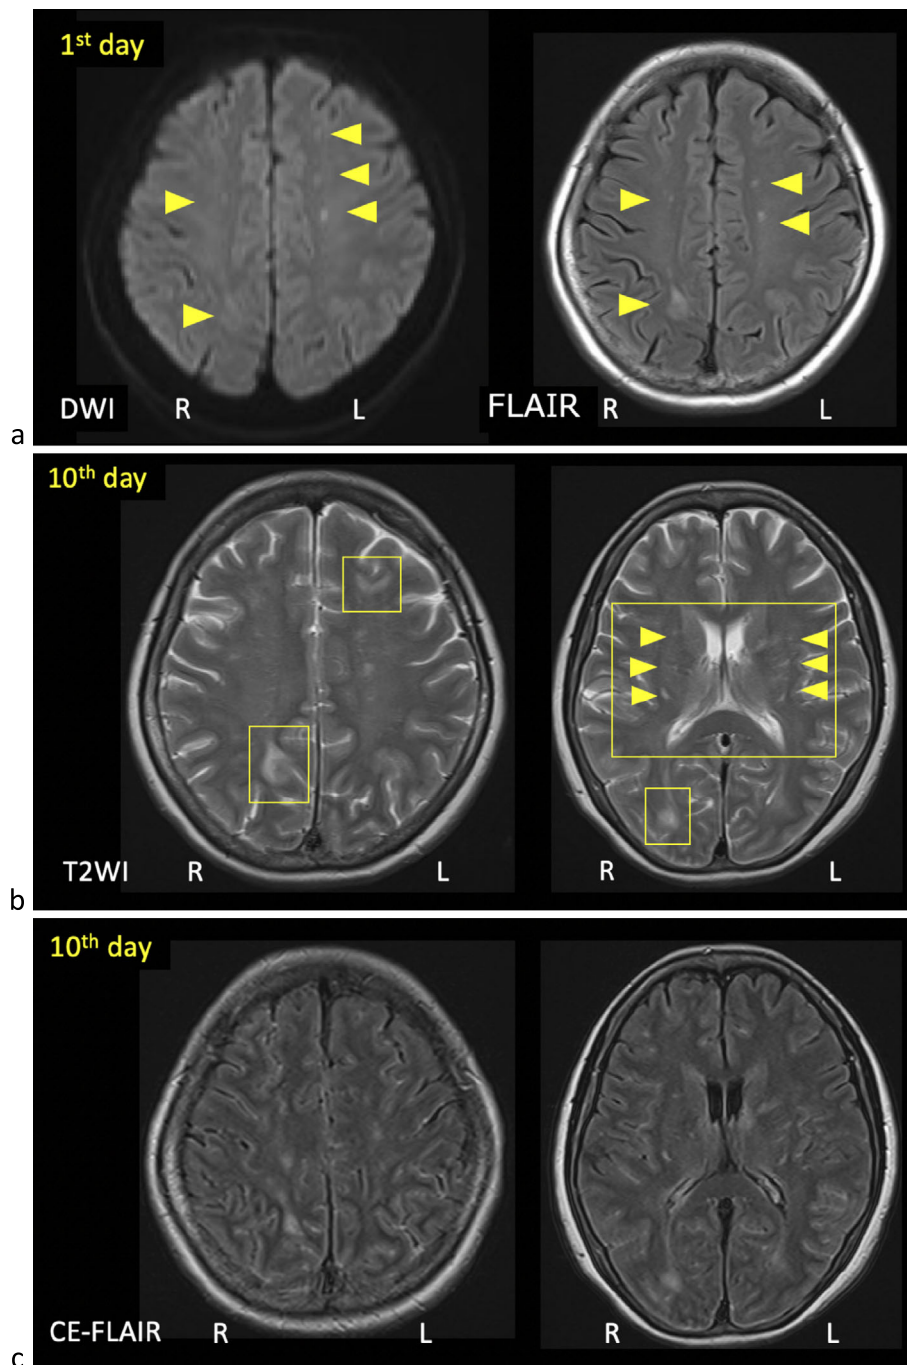 1st day
DWI R L
FLAIR R L
a
10th day
T2WI R L
R L
b
10th day
CE-FLAIR R L
R L
c